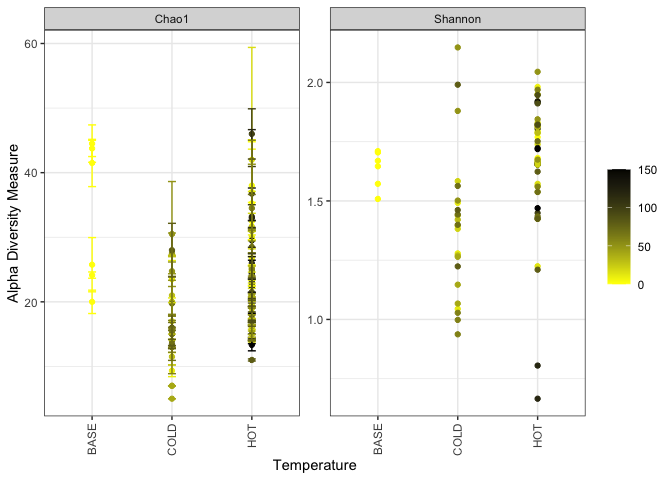 Chao1 Shannon
Alpha Diversity Measure
60
40
20
2.0
1.5
1.0
BASE
COLD
HOT
BASE
COLD
HOT
Temperature
150
100
50
0